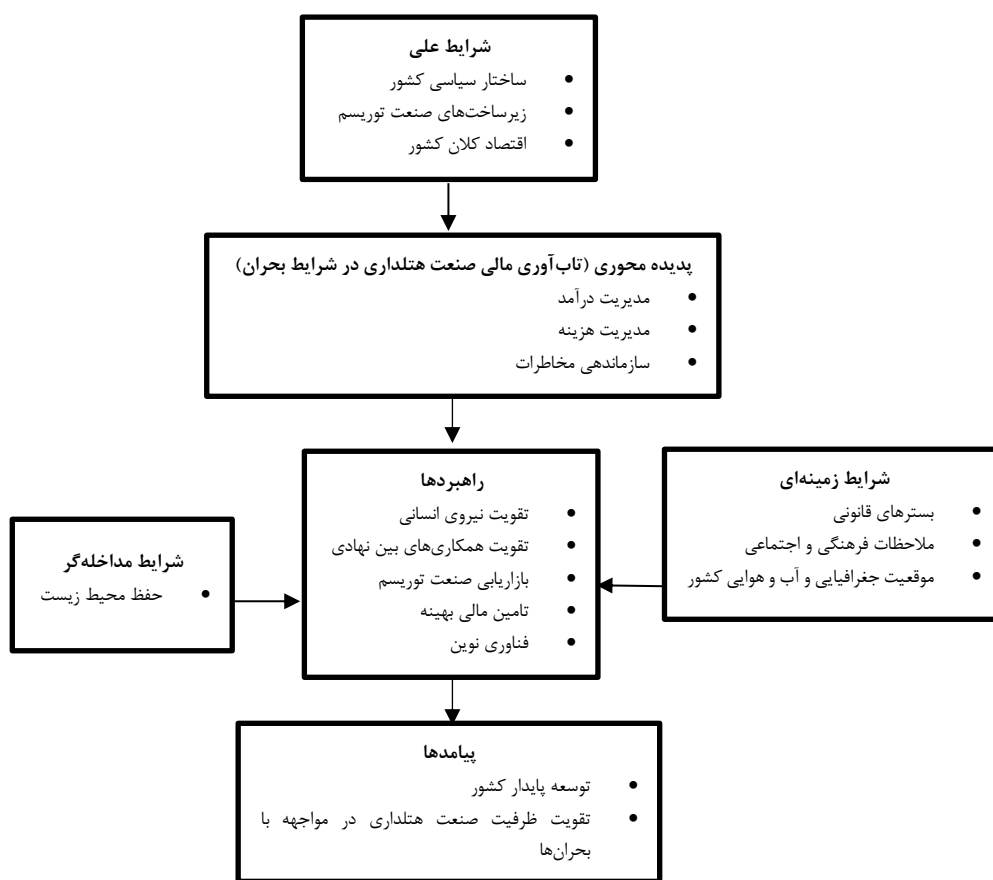 شرایط علی
• ساختار سیاسی کشور
• زیرساخت‌های صنعت توریسم
• اقتصاد کلان کشور
پدیده محوری (تاب‌آوری مالی صنعت هتلداری در شرایط بحران)
• مدیریت درآمد
• مدیریت هزینه
• سازماندهی مخاطرات
شرایط زمینه‌ای
• بسترهای قانونی
• ملاحظات فرهنگی و اجتماعی
• موقعیت جغرافیایی و آب و هوایی کشور
راهبردها
• تقویت نیروی انسانی
• تقویت همکاری‌های بین نهادی
• بازاریابی صنعت توریسم
• تامین مالی بهینه
• فناوری نوین
شرایط مداخله‌گر
• حفظ محیط زیست
پیامدها
• توسعه پایدار کشور
• تقویت ظرفیت صنعت هتلداری در مواجهه با
بحران‌ها